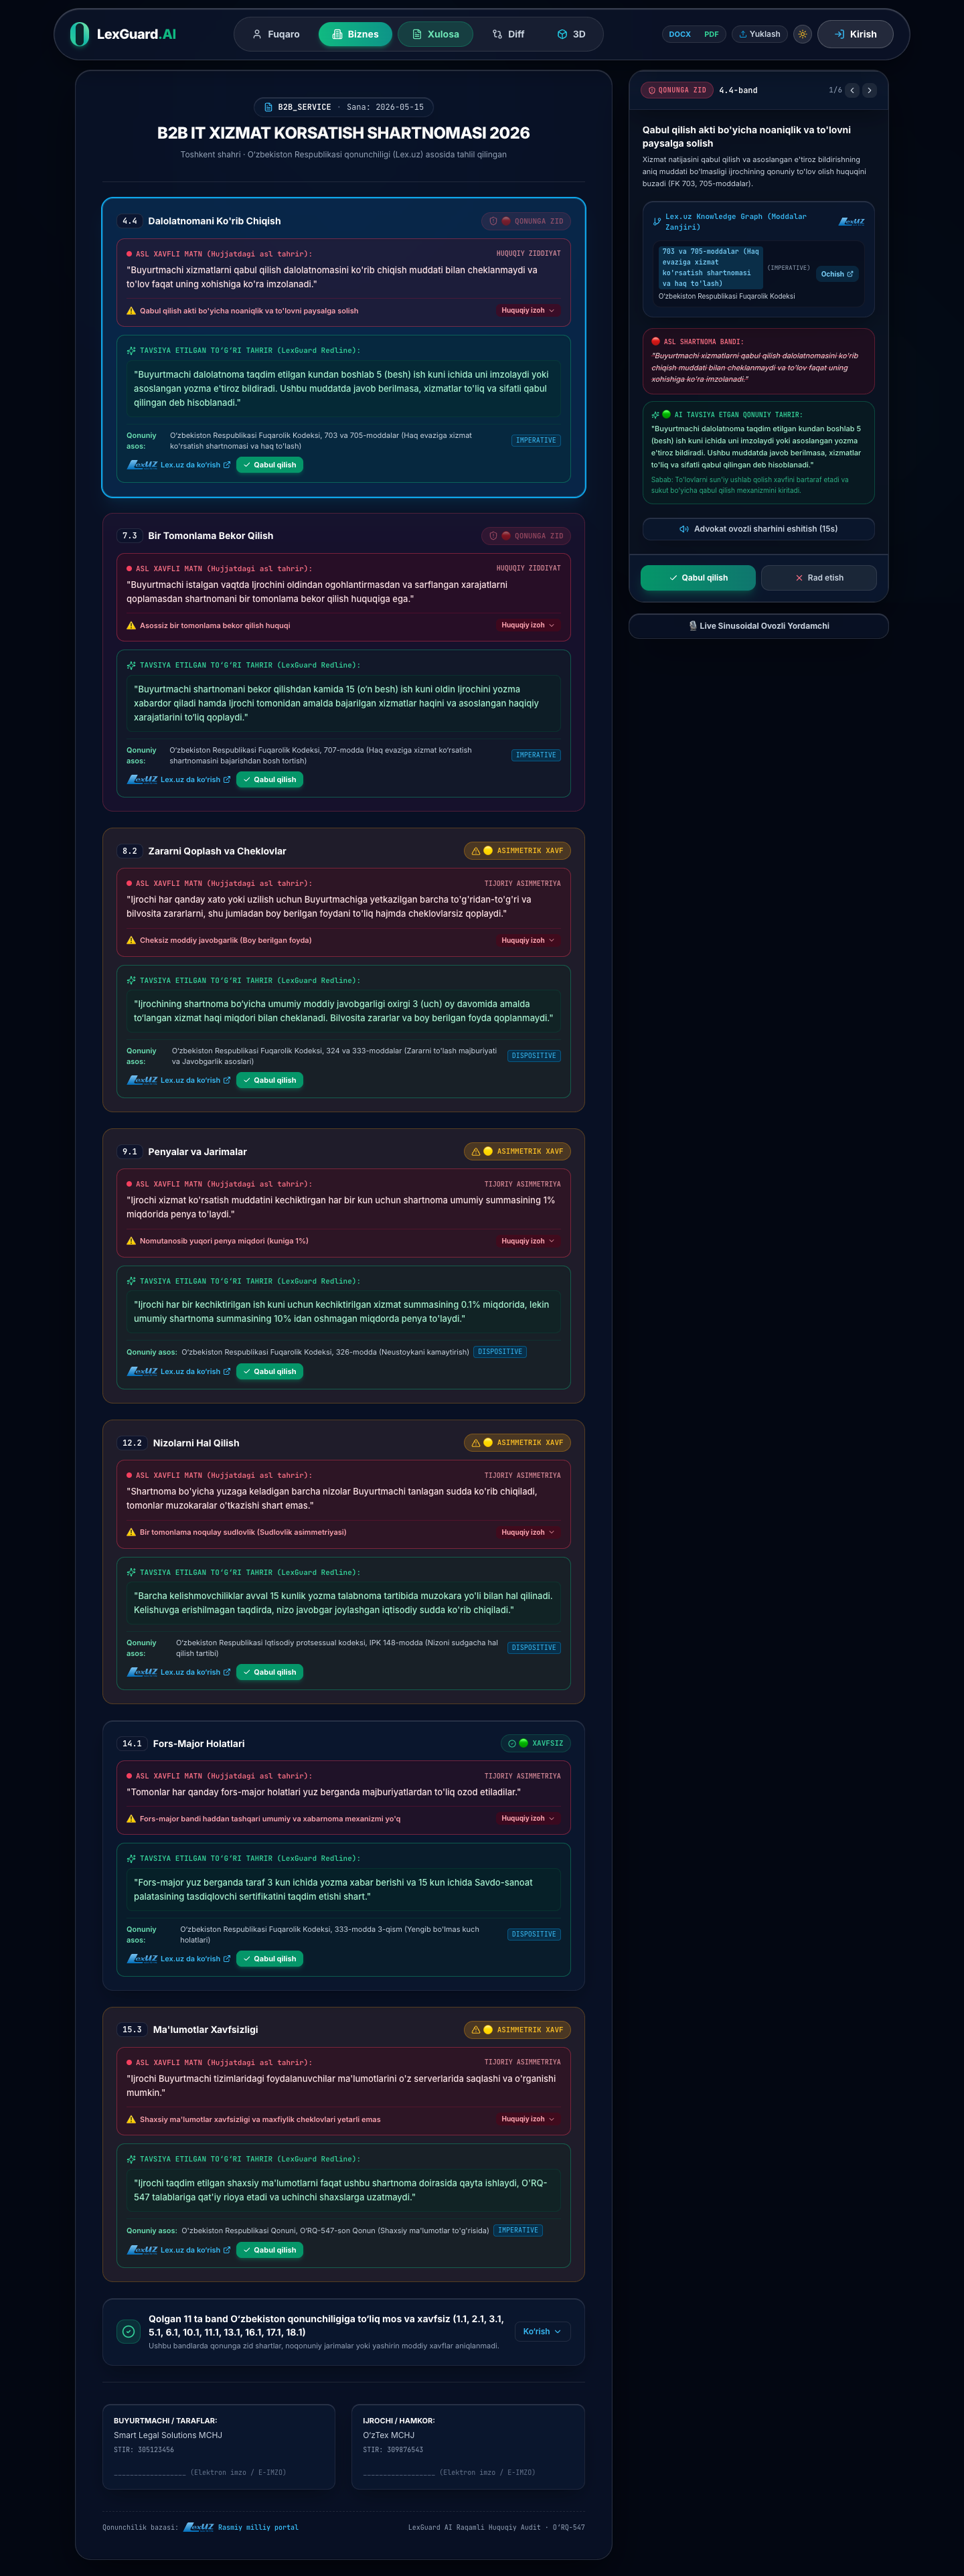 LexGuard.AI
Fuqaro
Biznes
Xulosa
Diff
3D
DOCX PDF
Yuklash
Kirish
B2B_SERVICE · Sana: 2026-05-15
B2B IT XIZMAT KORSATISH SHARTNOMASI 2026
Toshkent shahri · O'zbekiston Respublikasi qonunchiligi (Lex.uz) asosida tahlil qilingan
4.4 Dalolatnomani Ko'rib Chiqish
QONUNGA ZID
ASL XAVFLI MATN (Hujjatdagi asl tahrir):
HUQUQIY ZIDDIYAT
"Buyurtmachi xizmatlarni qabul qilish dalolatnomasini ko'rib chiqish muddati bilan cheklanmaydi va
to'lov faqat uning xohishiga ko'ra imzolanadi."
Qabul qilish akti bo'yicha noaniqlik va to'lovni paysalga solish
Huquqiy izoh
TAVSIYA ETILGAN TO'G'RI TAHRIR (LexGuard Redline):
"Buyurtmachi dalolatnoma taqdim etilgan kundan boshlab 5 (besh) ish kuni ichida uni imzolaydi yoki
asoslangan yozma e'tiroz bildiradi. Ushbu muddatda javob berilmasa, xizmatlar to'liq va sifatli qabul
qilingan deb hisoblanadi."
Qonuniy
asos:
O'zbekiston Respublikasi Fuqarolik Kodeksi, 703 va 705-moddalar (Haq evaziga xizmat
ko'rsatish shartnomasi va haq to'lash)
IMPERATIVE
LexUZ Lex.uz da ko'rish
Qabul qilish
7.3 Bir Tomonlama Bekor Qilish
QONUNGA ZID
ASL XAVFLI MATN (Hujjatdagi asl tahrir):
HUQUQIY ZIDDIYAT
"Buyurtmachi istalgan vaqtda Ijrochini oldindan ogohlantirmasdan va sarflangan xarajatlarni
qoplamasdan shartnomani bir tomonlama bekor qilish huquqiga ega."
Asossiz bir tomonlama bekor qilish huquqi
Huquqiy izoh
TAVSIYA ETILGAN TO'G'RI TAHRIR (LexGuard Redline):
"Buyurtmachi shartnomani bekor qilishdan kamida 15 (o'n besh) ish kuni oldin Ijrochini yozma
xabardor qiladi hamda Ijrochi tomonidan amalda bajarilgan xizmatlar haqini va asoslangan haqiqiy
xarajatlarini to'liq qoplaydi."
Qonuniy
asos:
O'zbekiston Respublikasi Fuqarolik Kodeksi, 707-modda (Haq evaziga xizmat ko'rsatish
shartnomasini bajarishdan bosh tortish)
IMPERATIVE
LexUZ Lex.uz da ko'rish
Qabul qilish
8.2 Zararni Qoplash va Cheklovlar
ASIMMETRIK XAVF
ASL XAVFLI MATN (Hujjatdagi asl tahrir):
TIJORIY ASIMMETRIYA
"Ijrochi har qanday xato yoki uzilish uchun Buyurtmachiga yetkazilgan barcha to'g'ridan-to'g'ri va
bilvosita zararlarni, shu jumladan boy berilgan foydani to'liq hajmda cheklovlarsiz qoplaydi."
Cheksiz moddiy javobgarlik (Boy berilgan foyda)
Huquqiy izoh
TAVSIYA ETILGAN TO'G'RI TAHRIR (LexGuard Redline):
"Ijrochining shartnoma bo'yicha umumiy moddiy javobgarligi oxirgi 3 (uch) oy davomida amalda
to'langan xizmat haqi miqdori bilan cheklanadi. Bilvosita zararlar va boy berilgan foyda qoplanmaydi."
Qonuniy
asos:
O'zbekiston Respublikasi Fuqarolik Kodeksi, 324 va 333-moddalar (Zararni to'lash majburiyati
va Javobgarlik asoslari)
DISPOSITIVE
LexUZ Lex.uz da ko'rish
Qabul qilish
9.1 Penyalar va Jarimalar
ASIMMETRIK XAVF
ASL XAVFLI MATN (Hujjatdagi asl tahrir):
TIJORIY ASIMMETRIYA
"Ijrochi xizmat ko'rsatish muddatini kechiktirgan har bir kun uchun shartnoma umumiy summasining 1%
miqdorida penya to'laydi."
Nomutanosib yuqori penya miqdori (kuniga 1%)
Huquqiy izoh
TAVSIYA ETILGAN TO'G'RI TAHRIR (LexGuard Redline):
"Ijrochi har bir kechiktirilgan ish kuni uchun kechiktirilgan xizmat summasining 0.1% miqdorida, lekin
umumiy shartnoma summasining 10% idan oshmagan miqdorda penya to'laydi."
Qonuniy asos: O'zbekiston Respublikasi Fuqarolik Kodeksi, 326-modda (Neustoykani kamaytirish) DISPOSITIVE
LexUZ Lex.uz da ko'rish
Qabul qilish
12.2 Nizolarni Hal Qilish
ASIMMETRIK XAVF
ASL XAVFLI MATN (Hujjatdagi asl tahrir):
TIJORIY ASIMMETRIYA
"Shartnoma bo'yicha yuzaga keladigan barcha nizolar Buyurtmachi tanlagan sudda ko'rib chiqiladi,
tomonlar muzokaralar o'tkazishi shart emas."
Bir tomonlama noqulay sudlovlik (Sudlovlik asimmetriyasi)
Huquqiy izoh
TAVSIYA ETILGAN TO'G'RI TAHRIR (LexGuard Redline):
"Barcha kelishmovchiliklar avval 15 kunlik yozma talabnoma tartibida muzokara yo'li bilan hal qilinadi.
Kelishuvga erishilmagan taqdirda, nizo javobgar joylashgan iqtisodiy sudda ko'rib chiqiladi."
Qonuniy
asos:
O'zbekiston Respublikasi Iqtisodiy protsessual kodeksi, IPK 148-modda (Nizoni sudgacha hal
qilish tartibi)
DISPOSITIVE
LexUZ Lex.uz da ko'rish
Qabul qilish
14.1 Fors-Major Holatlari
XAVFSIZ
ASL XAVFLI MATN (Hujjatdagi asl tahrir):
TIJORIY ASIMMETRIYA
"Tomonlar har qanday fors-major holatlari yuz berganda majburiyatlardan to'liq ozod etiladilar."
Fors-major bandi haddan tashqari umumiy va xabarnoma mexanizmi yo'q
Huquqiy izoh
TAVSIYA ETILGAN TO'G'RI TAHRIR (LexGuard Redline):
"Fors-major yuz berganda taraf 3 kun ichida yozma xabar berishi va 15 kun ichida Savdo-sanoat
palatasining tasdiqlovchi sertifikatini taqdim etishi shart."
Qonuniy
asos:
O'zbekiston Respublikasi Fuqarolik Kodeksi, 333-modda 3-qism (Yengib bo'lmas kuch
holatlari)
DISPOSITIVE
LexUZ Lex.uz da ko'rish
Qabul qilish
15.3 Ma'lumotlar Xavfsizligi
ASIMMETRIK XAVF
ASL XAVFLI MATN (Hujjatdagi asl tahrir):
TIJORIY ASIMMETRIYA
"Ijrochi Buyurtmachi tizimlaridagi foydalanuvchilar ma'lumotlarini o'z serverlarida saqlashi va o'rganishi
mumkin."
Shaxsiy ma'lumotlar xavfsizligi va maxfiylik cheklovlari yetarli emas
Huquqiy izoh
TAVSIYA ETILGAN TO'G'RI TAHRIR (LexGuard Redline):
"Ijrochi taqdim etilgan shaxsiy ma'lumotlarni faqat ushbu shartnoma doirasida qayta ishlaydi, O'RQ-
547 talablariga qat'iy rioya etadi va uchinchi shaxslarga uzatmaydi."
Qonuniy asos: O'zbekiston Respublikasi Qonuni, O'RQ-547-son Qonun (Shaxsiy ma'lumotlar to'g'risida) IMPERATIVE
LexUZ Lex.uz da ko'rish
Qabul qilish
Qolgan 11 ta band O'zbekiston qonunchiligiga to'liq mos va xavfsiz (1.1, 2.1, 3.1,
5.1, 6.1, 10.1, 11.1, 13.1, 16.1, 17.1, 18.1)
Ushbu bandlarda qonunga zid shartlar, noqonuniy jarimalar yoki yashirin moddiy xavflar aniqlanmadi.
Ko'rish
BUYURTMACHI / TARAFLAR:
Smart Legal Solutions MCHJ
STIR: 305123456
__________________ (Elektron imzo / E-IMZO)
IJROCHI / HAMKOR:
O'zTex MCHJ
STIR: 309876543
__________________ (Elektron imzo / E-IMZO)
Qonunchilik bazasi: LexUZ Rasmiy milliy portal
LexGuard AI Raqamli Huquqiy Audit · O'RQ-547
QONUNGA ZID
4.4-band
1/6
Qabul qilish akti bo'yicha noaniqlik va to'lovni
paysalga solish
Xizmat natijasini qabul qilish va asoslangan e'tiroz bildirishning
aniq muddati bo'lmasligi ijrochining qonuniy to'lov olish huquqini
buzadi (FK 703, 705-moddalar).
Lex.uz Knowledge Graph (Moddalar
Zanjiri)
LexUZ
703 va 705-moddalar (Haq
evaziga xizmat
ko'rsatish shartnomasi
va haq to'lash)
(IMPERATIVE)
Ochish
O'zbekiston Respublikasi Fuqarolik Kodeksi
ASL SHARTNOMA BANDI:
"Buyurtmachi xizmatlarni qabul qilish dalolatnomasini ko'rib
chiqish muddati bilan cheklanmaydi va to'lov faqat uning
xohishiga ko'ra imzolanadi."
AI TAVSIYA ETGAN QONUNIY TAHRIR:
"Buyurtmachi dalolatnoma taqdim etilgan kundan boshlab 5
(besh) ish kuni ichida uni imzolaydi yoki asoslangan yozma
e'tiroz bildiradi. Ushbu muddatda javob berilmasa, xizmatlar
to'liq va sifatli qabul qilingan deb hisoblanadi."
Sabab: To'lovlarni sun'iy ushlab qolish xavfini bartaraf etadi va
sukut bo'yicha qabul qilish mexanizmini kiritadi.
Advokat ovozli sharhini eshitish (15s)
Qabul qilish
Rad etish
Live Sinusoidal Ovozli Yordamchi